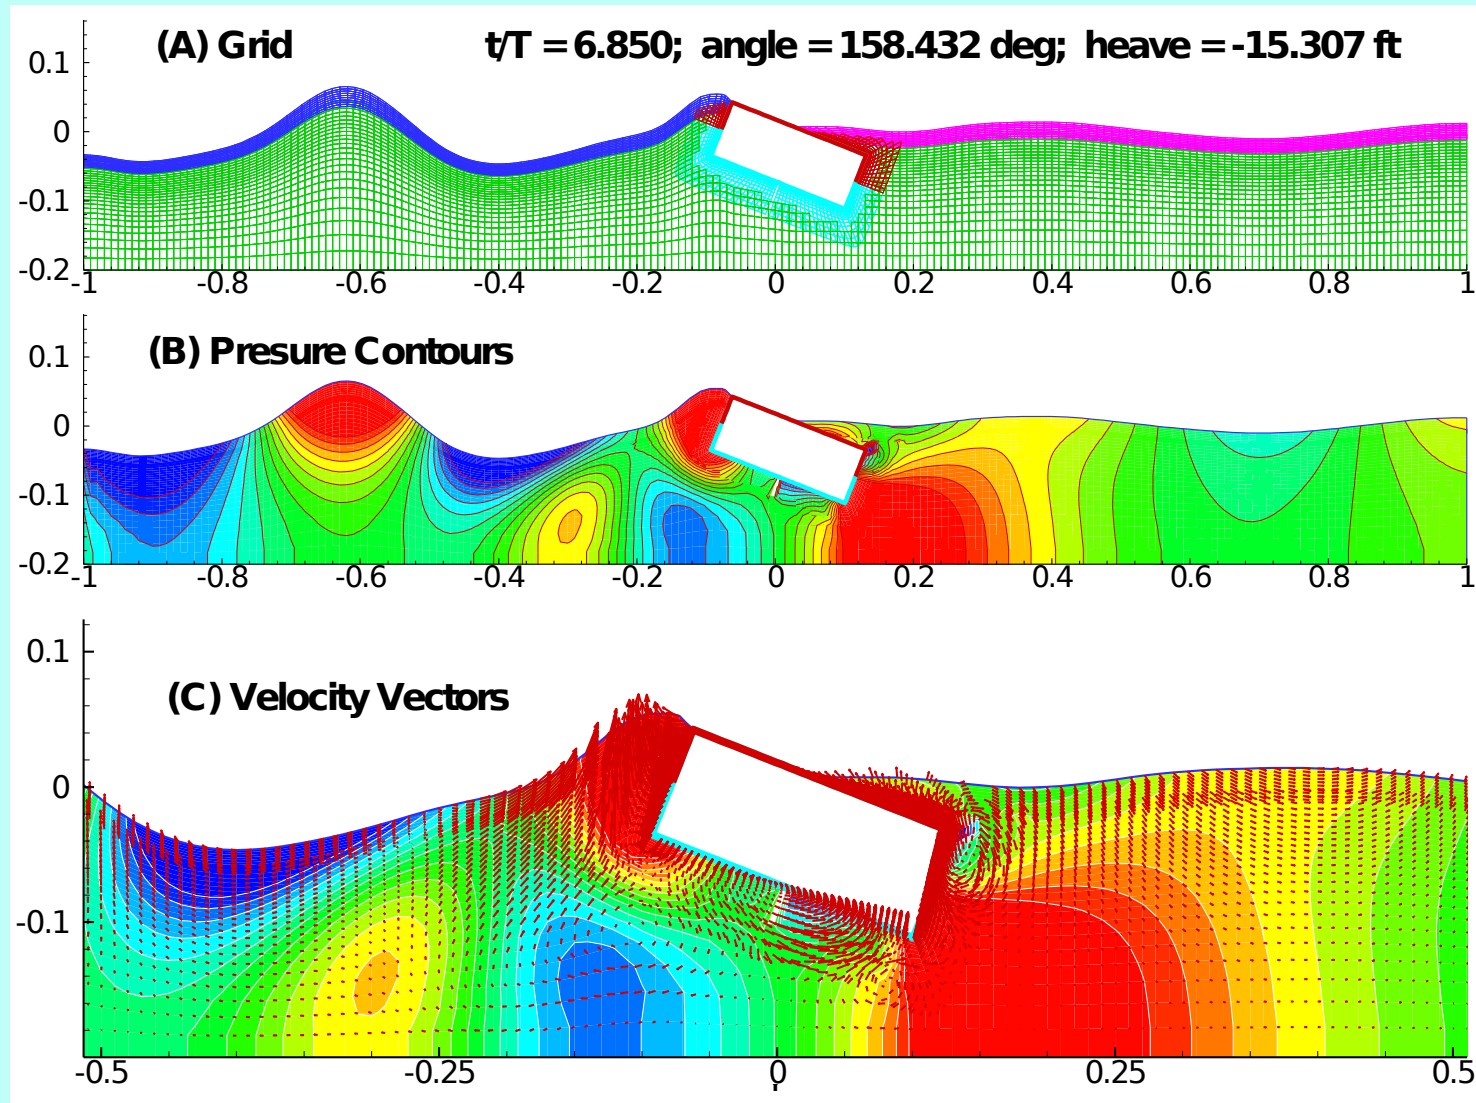 (A) Grid t/T = 6.850; angle = 158.432 deg; heave = -15.307 ft
0.1
0
-0.1
-0.2
-1 -0.8 -0.6 -0.4 -0.2 0 0.2 0.4 0.6 0.8 1
(B) Presure Contours
0.1
0
-0.1
-0.2
-1 -0.8 -0.6 -0.4 -0.2 0 0.2 0.4 0.6 0.8 1
(C) Velocity Vectors
0.1
0
-0.1
-0.5 -0.25 0 0.25 0.5